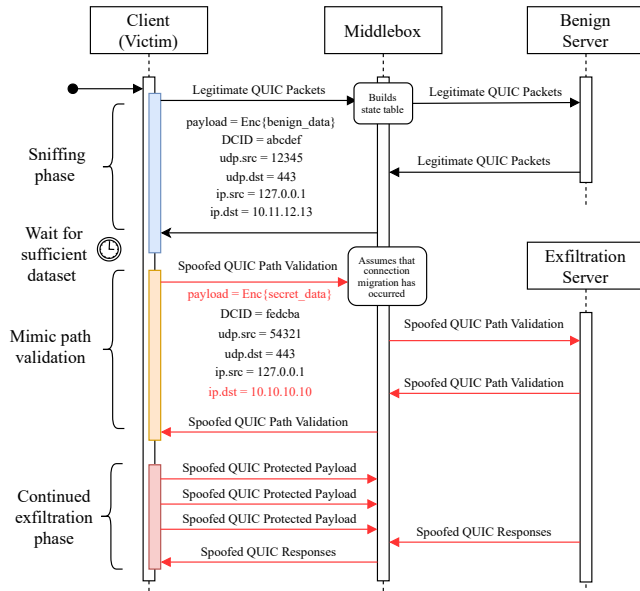 Client
(Victim)
Middlebox
Benign
Server
Legitimate QUIC Packets
Builds
state table
Legitimate QUIC Packets
payload = Enc{benign_data}
DCID = abcdef
udp.src = 12345
udp.dst = 443
ip.src = 127.0.0.1
ip.dst = 10.11.12.13
Legitimate QUIC Packets
Sniffing
phase
Wait for
sufficient
dataset
Spoofed QUIC Path Validation
Assumes that
connection
migration has
occurred
Exfiltration
Server
payload = Enc{secret_data}
DCID = fedcba
udp.src = 54321
udp.dst = 443
ip.src = 127.0.0.1
ip.dst = 10.10.10.10
Spoofed QUIC Path Validation
Mimic path
validation
Spoofed QUIC Path Validation
Spoofed QUIC Path Validation
Spoofed QUIC Protected Payload
Spoofed QUIC Protected Payload
Spoofed QUIC Protected Payload
Continued
exfiltration
phase
Spoofed QUIC Responses
Spoofed QUIC Responses